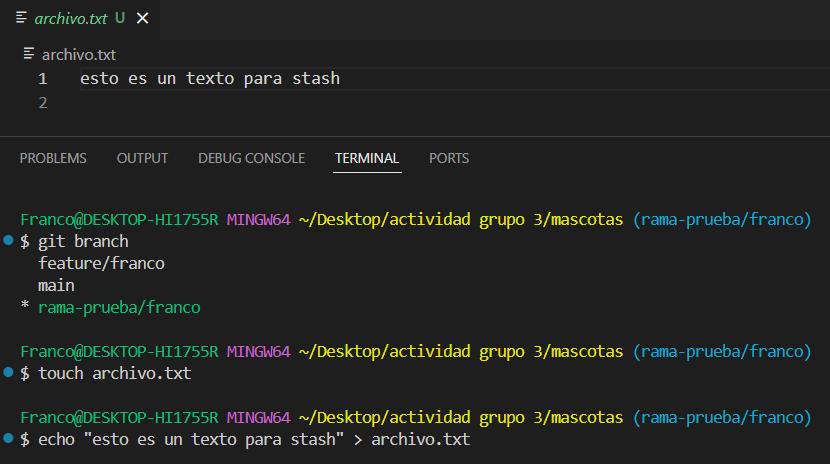 archivo.txt U
archivo.txt
1 esto es un texto para stash
2
PROBLEMS OUTPUT DEBUG CONSOLE TERMINAL PORTS
Franco@DESKTOP-HI1755R MINGW64 ~/Desktop/actividad grupo 3/mascotas (rama-prueba/franco)
$ git branch
  feature/franco
  main
* rama-prueba/franco
Franco@DESKTOP-HI1755R MINGW64 ~/Desktop/actividad grupo 3/mascotas (rama-prueba/franco)
$ touch archivo.txt
Franco@DESKTOP-HI1755R MINGW64 ~/Desktop/actividad grupo 3/mascotas (rama-prueba/franco)
$ echo "esto es un texto para stash" > archivo.txt